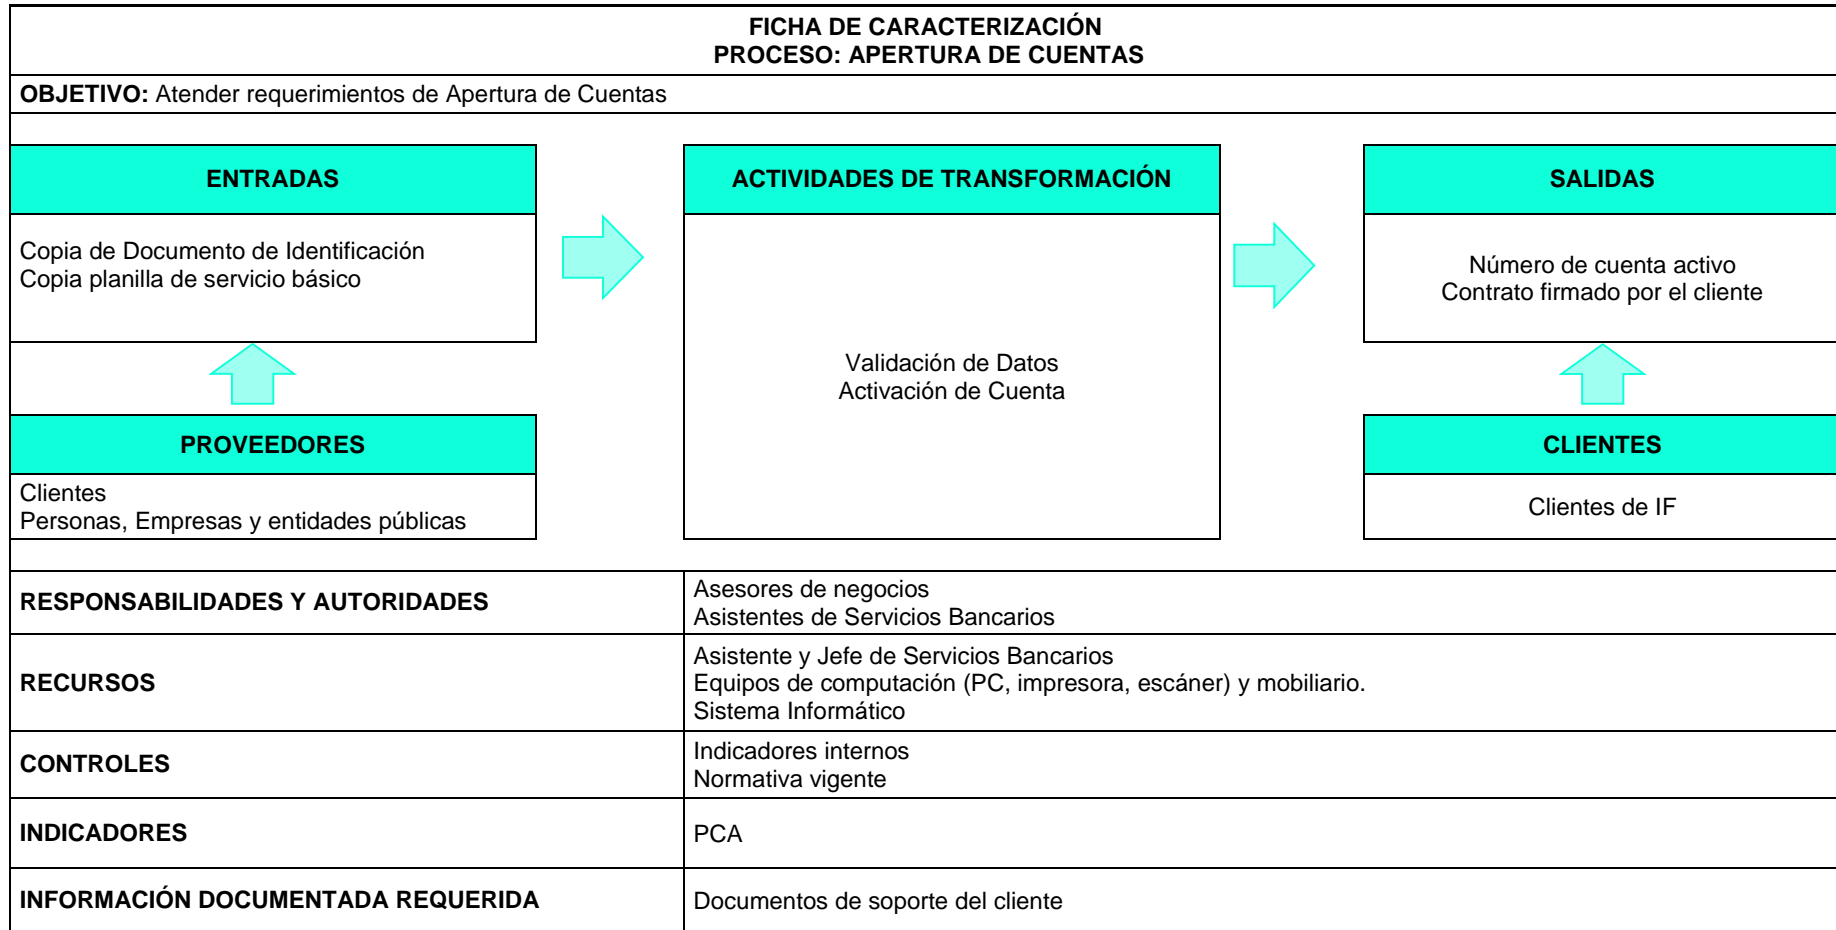 FICHA DE CARACTERIZACIÓN
PROCESO: APERTURA DE CUENTAS
OBJETIVO: Atender requerimientos de Apertura de Cuentas
ENTRADAS
Copia de Documento de Identificación
Copia planilla de servicio básico
PROVEEDORES
Clientes
Personas, Empresas y entidades públicas
ACTIVIDADES DE TRANSFORMACIÓN
Validación de Datos
Activación de Cuenta
SALIDAS
Número de cuenta activo
Contrato firmado por el cliente
CLIENTES
Clientes de IF
RESPONSABILIDADES Y AUTORIDADES
Asesores de negocios
Asistentes de Servicios Bancarios
RECURSOS
Asistente y Jefe de Servicios Bancarios
Equipos de computación (PC, impresora, escáner) y mobiliario.
Sistema Informático
CONTROLES
Indicadores internos
Normativa vigente
INDICADORES
PCA
INFORMACIÓN DOCUMENTADA REQUERIDA
Documentos de soporte del cliente